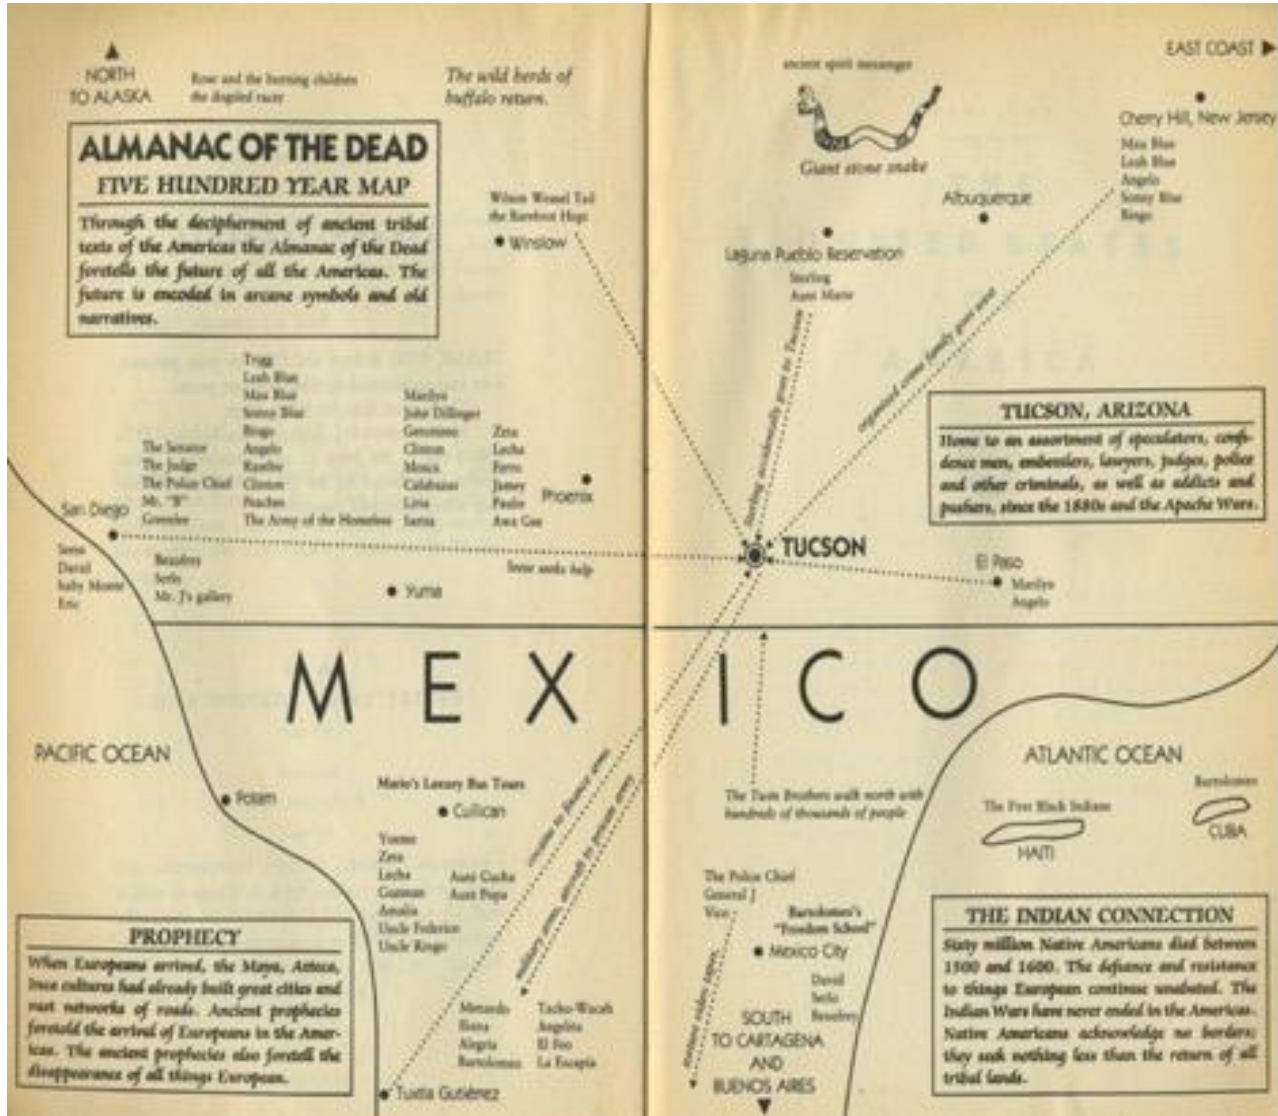 NORTH
TO ALASKA
Rose and the burning children
the dogsled racer
The wild herds of
buffalo return.
ALMANAC OF THE DEAD
FIVE HUNDRED YEAR MAP
Through the decipherment of ancient tribal
texts of the Americas the Almanac of the Dead
foretells the future of all the Americas. The
future is encoded in arcane symbols and old
narratives.
Wilson Weasel Tail
the Barefoot Hopi
Winslow
ancient spirit messenger
Giant stone snake
EAST COAST
Cherry Hill, New Jersey
Max Blue
Leah Blue
Angelo
Sonny Blue
Bingo
Albuquerque
Laguna Pueblo Reservation
Sterling
Aunt Marie
Sterling accidentally goes to Tucson
organized crime family goes west
TUCSON, ARIZONA
Home to an assortment of speculators, confi-
dence men, embezzlers, lawyers, judges, police
and other criminals, as well as addicts and
pushers, since the 1880s and the Apache Wars.
The Senator
The Judge
The Police Chief
Mr. "B"
Greenlee
Trigg
Leah Blue
Max Blue
Sonny Blue
Bingo
Angelo
Rambo
Clinton
Peaches
The Army of the Homeless
Marilyn
John Dillinger
Geronimo
Clinton
Mosca
Calabazas
Liria
Sarita
Zeta
Lecha
Ferro
Jamey
Paulie
Awa Gee
Phoenix
San Diego
Seese
David
baby Monte
Eric
Beaufrey
Serlo
Mr. J's gallery
Yuma
Seese seeks help
TUCSON
El Paso
Marilyn
Angelo
MEXICO
PACIFIC OCEAN
Potam
Mario's Luxury Bus Tours
Culiican
Yoeme
Zeta
Lecha
Guzman
Amalia
Uncle Federico
Uncle Ringo
Aunt Cucha
Aunt Popa
cocaine to finance arms
military arms, aircraft to private army
The Twin Brothers walk north with
hundreds of thousands of people
ATLANTIC OCEAN
The First Black Indians
HAITI
Bartolomeo
CUBA
The Police Chief
General J
Vico
Bartolomeo's
"Freedom School"
Mexico City
David
Serlo
Beaufrey
torture video tapes
SOUTH
TO CARTAGENA
AND
BUENOS AIRES
Menardo
Iliana
Alegria
Bartolomeo
Tacho-Wacah
Angelita
El Feo
La Escapia
Tuxtla Gutiérrez
PROPHECY
When Europeans arrived, the Maya, Azteca,
Inca cultures had already built great cities and
vast networks of roads. Ancient prophecies
foretold the arrival of Europeans in the Amer-
icas. The ancient prophecies also foretell the
disappearance of all things European.
THE INDIAN CONNECTION
Sixty million Native Americans died between
1500 and 1600. The defiance and resistance
to things European continue unabated. The
Indian Wars have never ended in the Americas.
Native Americans acknowledge no borders;
they seek nothing less than the return of all
tribal lands.